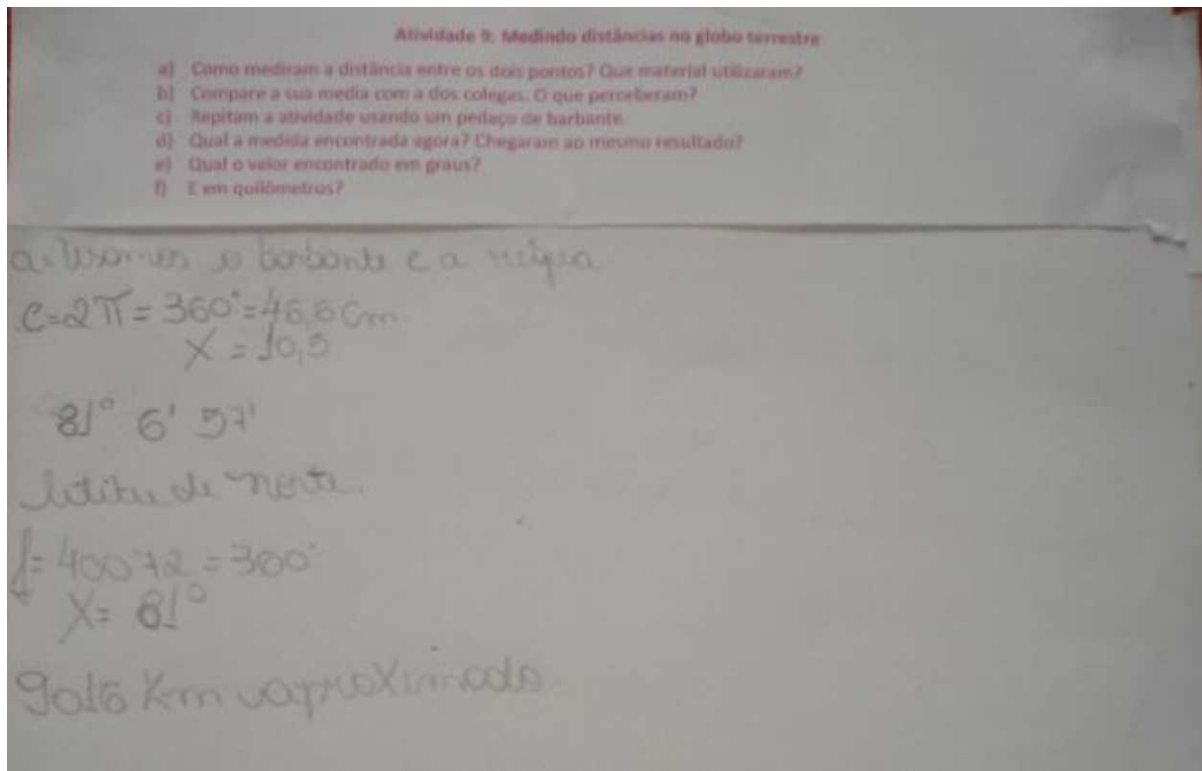 Atividade 9: Medindo distâncias no globo terrestre
a) Como mediram a distância entre os dois pontos? Que material utilizaram?
b) Compare a sua media com a dos colegas. O que perceberam?
c) Repitam a atividade usando um pedaço de barbante.
d) Qual a medida encontrada agora? Chegaram ao mesmo resultado?
e) Qual o valor encontrado em graus?
f) E em quilômetros?
a. Usamos o barbante e a régua
C=2π = 360° = 46,6 cm
X = 10,5
81° 6' 57'
latitude norte.
f= 40072 = 360°
X= 81°
9016 Km aproximado